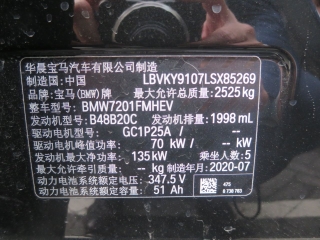 华晨宝马汽车有限公司制造
制造国:中国 LBVKY9107LSX85269
品牌:宝马(BMW)牌 最大允许总质量:2525kg
整车型号:BMW7201FMHEV
发动机型号:B48B20C 发动机排量:1998 mL
驱动电机型号: GC1P25A
驱动电机峰值功率: 70 kW/ -- kW
发动机最大净功率: 135kW 乘坐人数:5
最大允许牵引质量: -- kg 制造年月:2020-07
动力电池系统额定电压:347.5 V
动力电池系统额定容量: 51 Ah
475